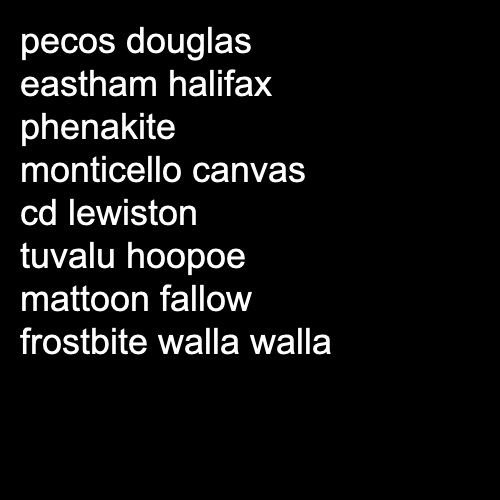 pecos douglas
eastham halifax
phenakite
monticello canvas
cd lewiston
tuvalu hoopoe
mattoon fallow
frostbite walla walla